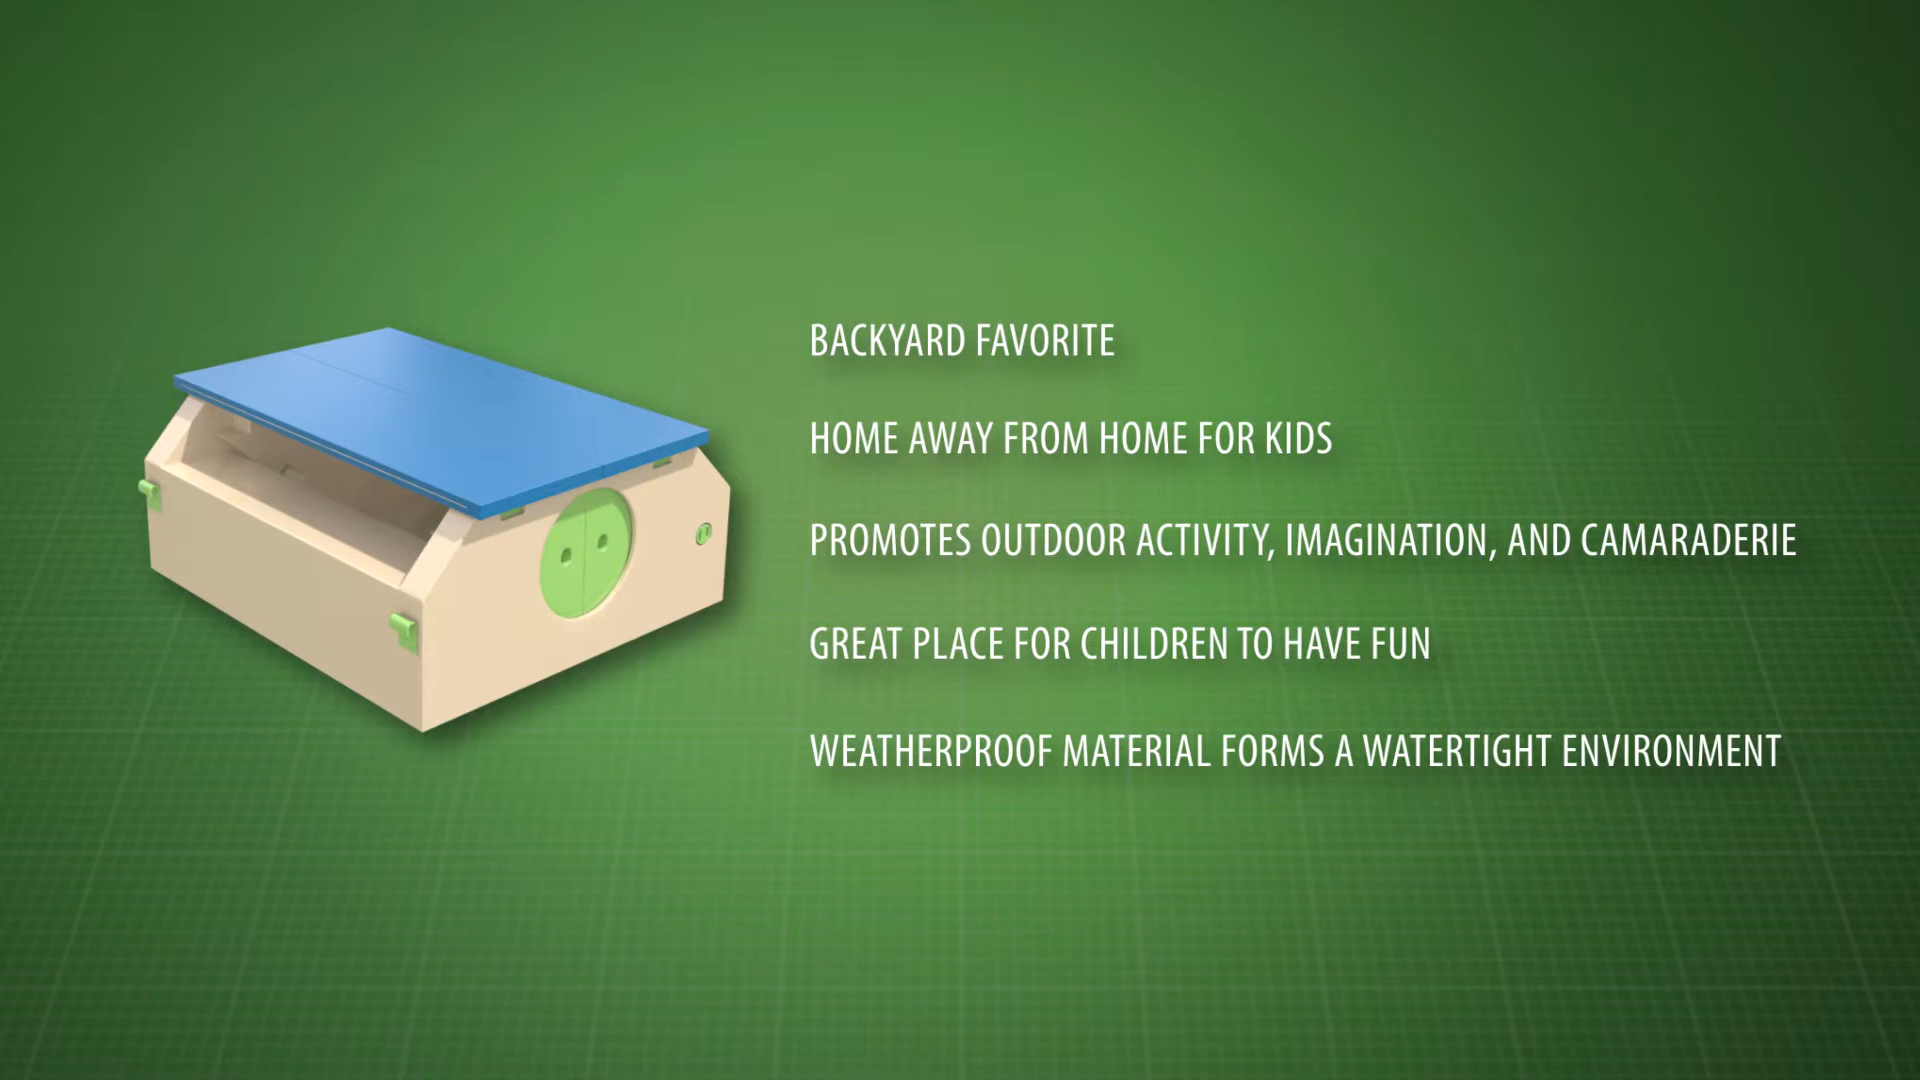 BACKYARD FAVORITE
HOME AWAY FROM HOME FOR KIDS
PROMOTES OUTDOOR ACTIVITY, IMAGINATION, AND CAMARADERIE
GREAT PLACE FOR CHILDREN TO HAVE FUN
WEATHERPROOF MATERIAL FORMS A WATERTIGHT ENVIRONMENT